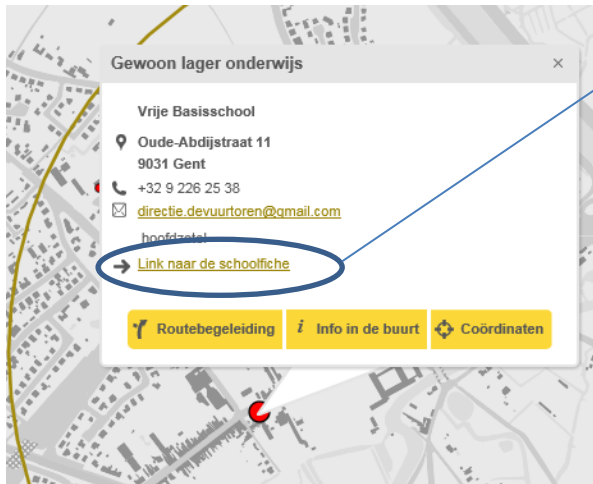 Gewoon lager onderwijs ×
Vrije Basisschool
Oude-Abdijstraat 11
9031 Gent
+32 9 226 25 38
directie.devuurtoren@gmail.com
hoofdzetel
Link naar de schoolfiche
Routebegeleiding i Info in de buurt Coördinaten